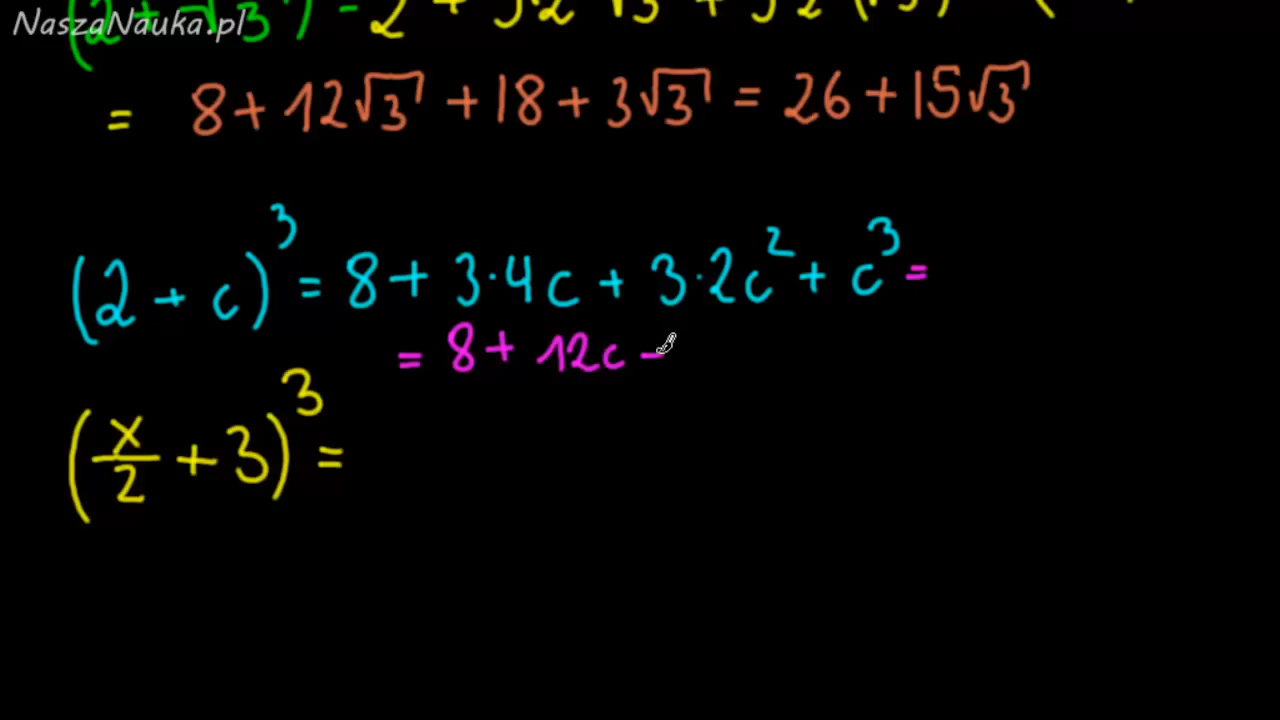 NaszaNauka.pl
= 8 + 12√3 + 18 + 3√3 = 26 + 15√3
(2 + c)³ = 8 + 3·4c + 3·2c² + c³ =
= 8 + 12c −
(x/2 + 3)³ =